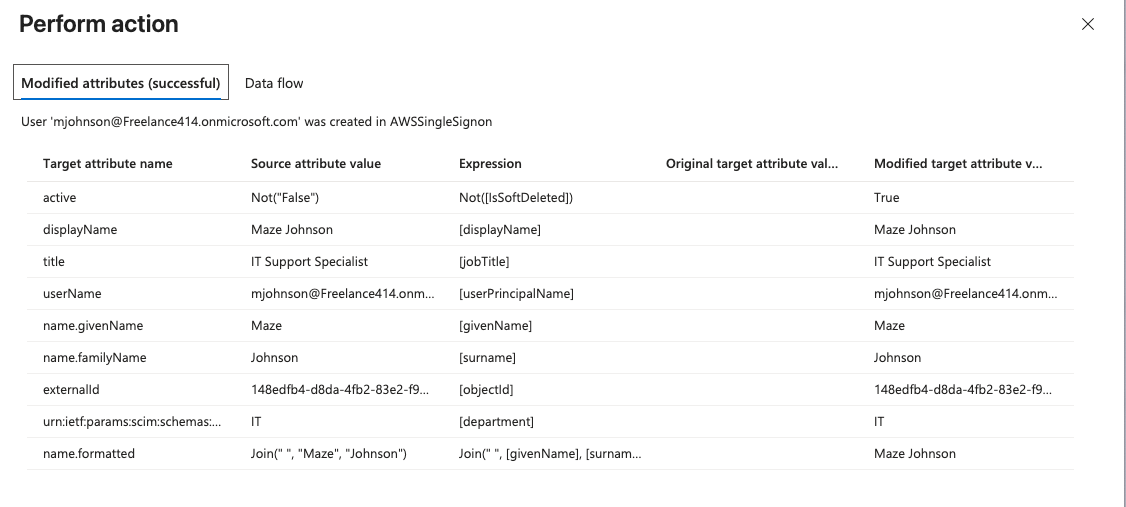 Perform action
Modified attributes (successful) Data flow
User 'mjohnson@Freelance414.onmicrosoft.com' was created in AWSSingleSignon
Target attribute name Source attribute value Expression Original target attribute val... Modified target attribute v...
active Not("False") Not([IsSoftDeleted]) True
displayName Maze Johnson [displayName] Maze Johnson
title IT Support Specialist [jobTitle] IT Support Specialist
userName mjohnson@Freelance414.onm... [userPrincipalName] mjohnson@Freelance414.onm...
name.givenName Maze [givenName] Maze
name.familyName Johnson [surname] Johnson
externalId 148edfb4-d8da-4fb2-83e2-f9... [objectId] 148edfb4-d8da-4fb2-83e2-f9...
urn:ietf:params:scim:schemas:... IT [department] IT
name.formatted Join(" ", "Maze", "Johnson") Join(" ", [givenName], [surnam... Maze Johnson